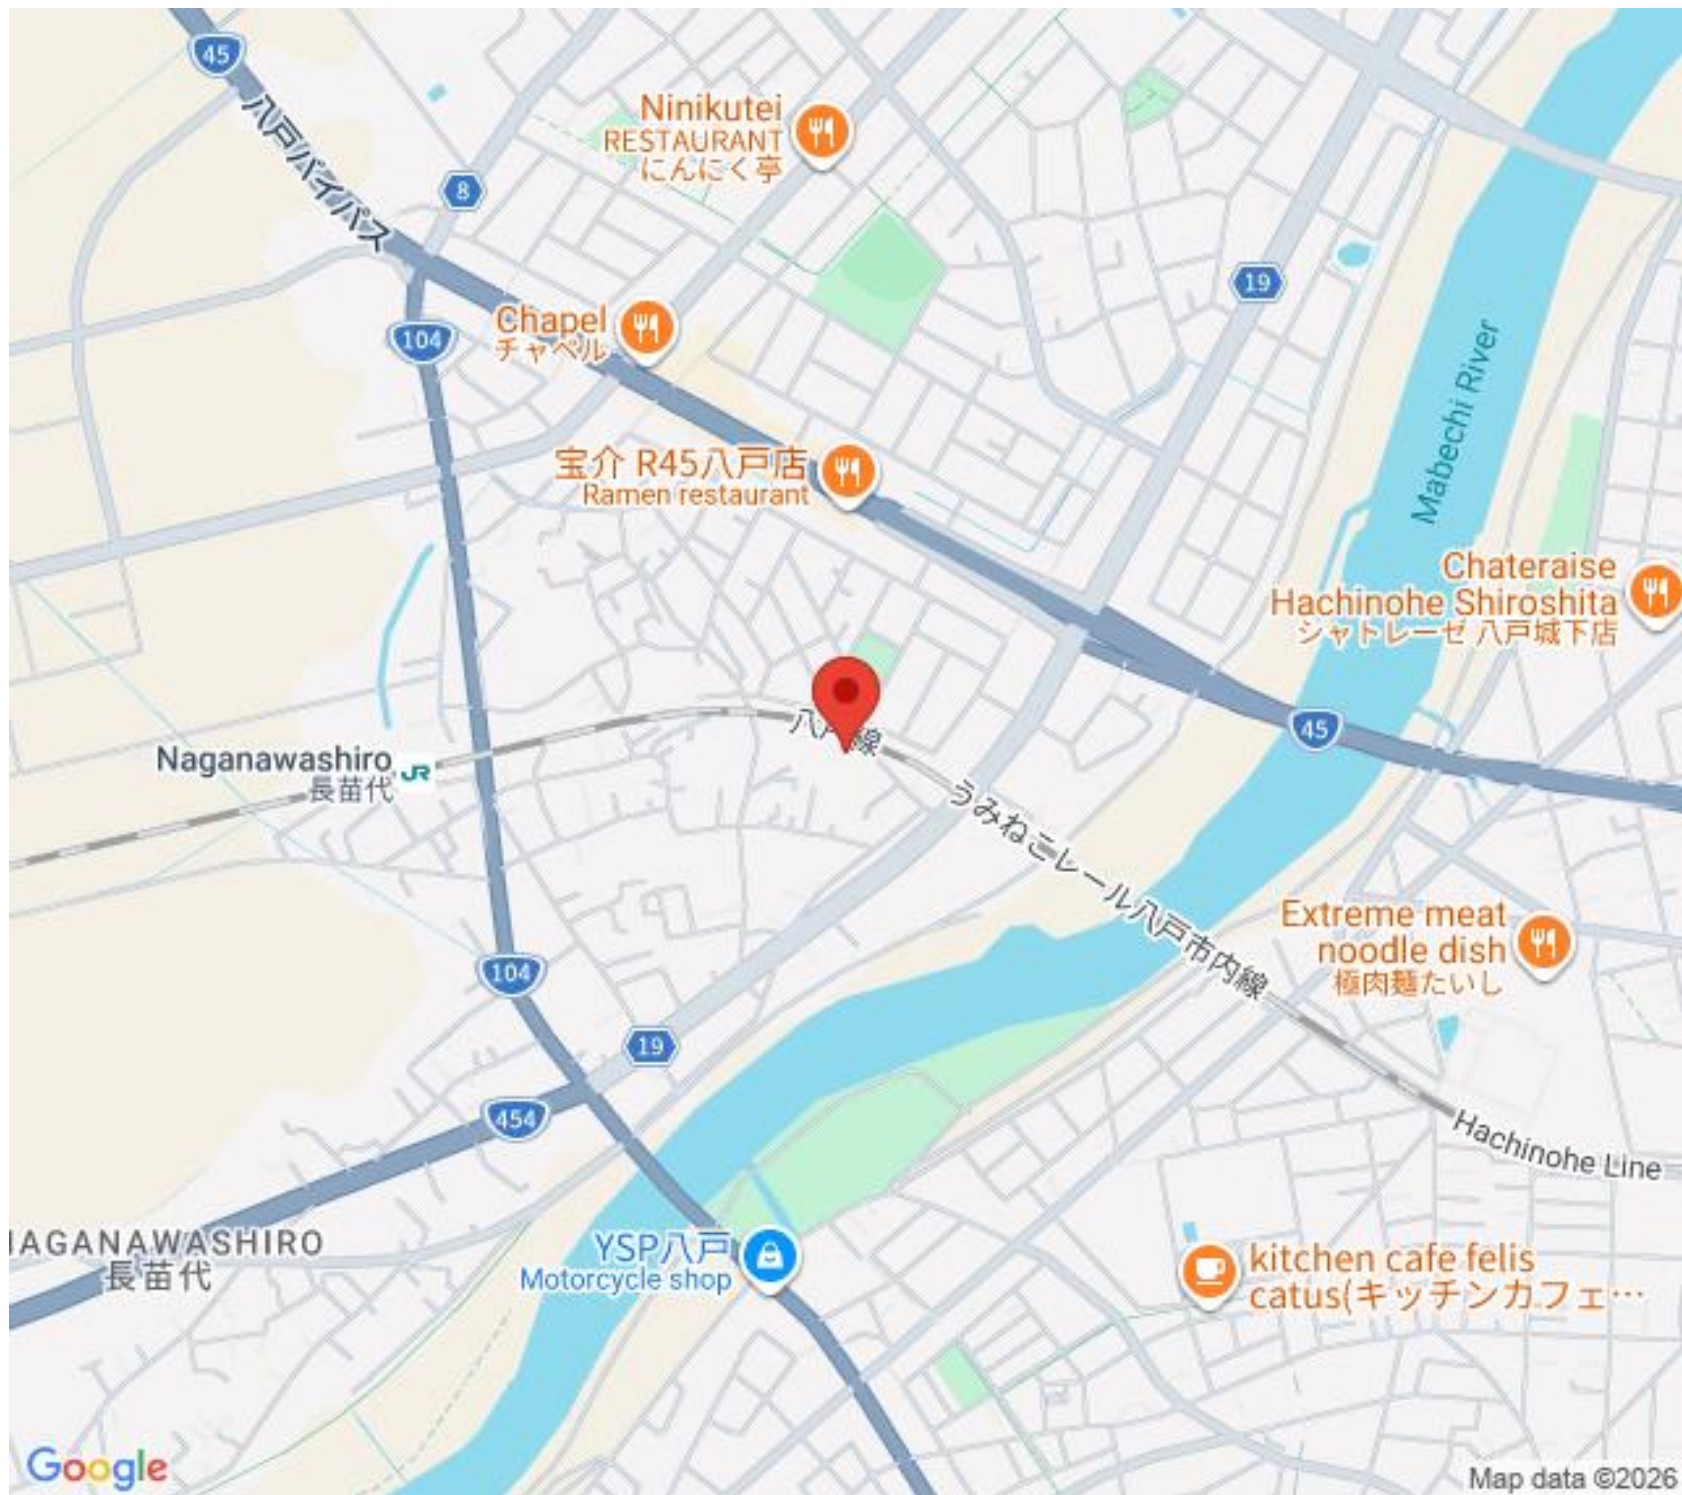 45
八戸バイパス
8
Ninikutei
RESTAURANT
にんにく亭
19
Chapel
チャペル
104
Mabechi River
宝介 R45八戸店
Ramen restaurant
Chateraise
Hachinohe Shiroshita
シャトレーゼ 八戸城下店
45
Naganawashiro
長苗代
JR
うみねこレール八戸市内線
Extreme meat
noodle dish
極肉麺たいし
104
19
454
Hachinohe Line
YSP八戸
Motorcycle shop
AGANAWASHIRO
長苗代
kitchen cafe felis
catus(キッチンカフェ…
Google
Map data ©2026